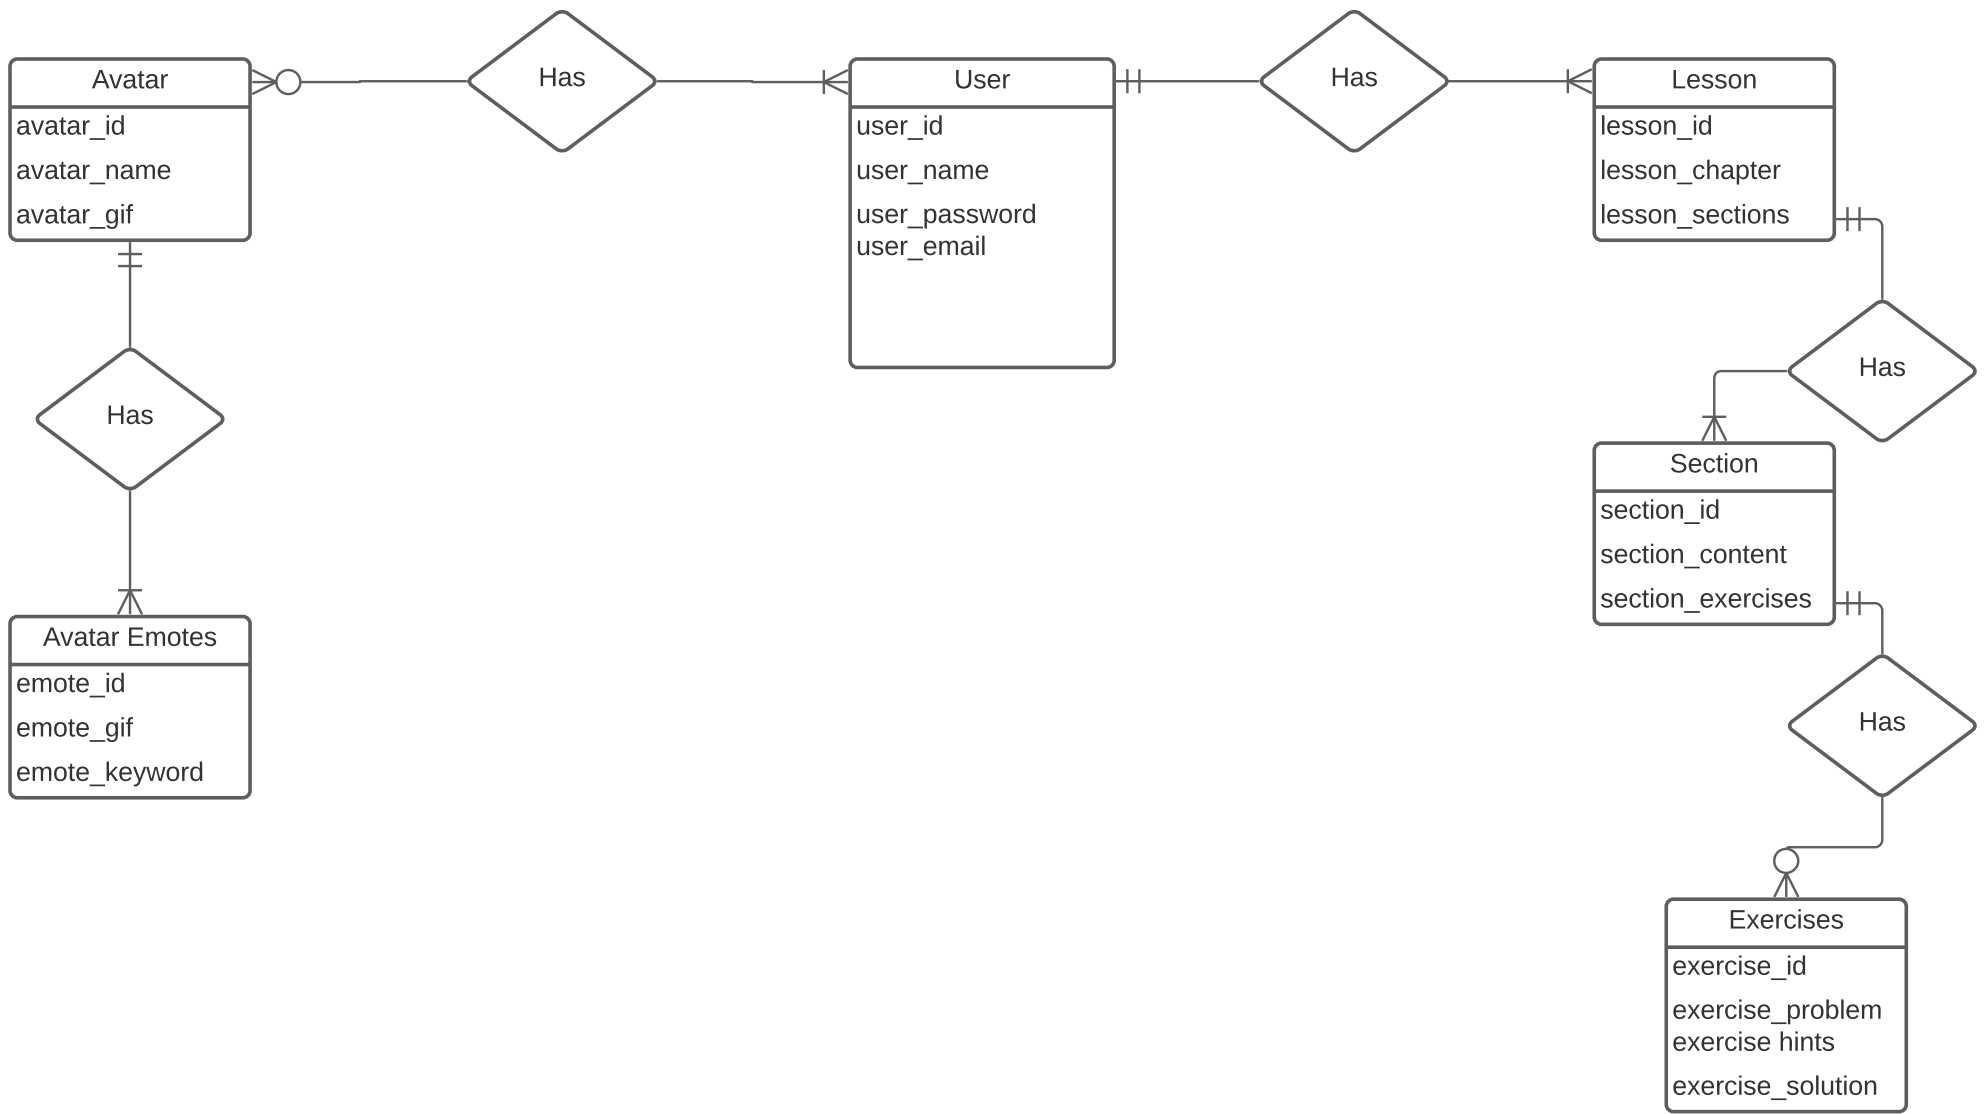 Avatar
avatar_id
avatar_name
avatar_gif
Has
User
user_id
user_name
user_password
user_email
Has
Lesson
lesson_id
lesson_chapter
lesson_sections
Has
Has
Section
section_id
section_content
section_exercises
Avatar Emotes
emote_id
emote_gif
emote_keyword
Has
Exercises
exercise_id
exercise_problem
exercise hints
exercise_solution